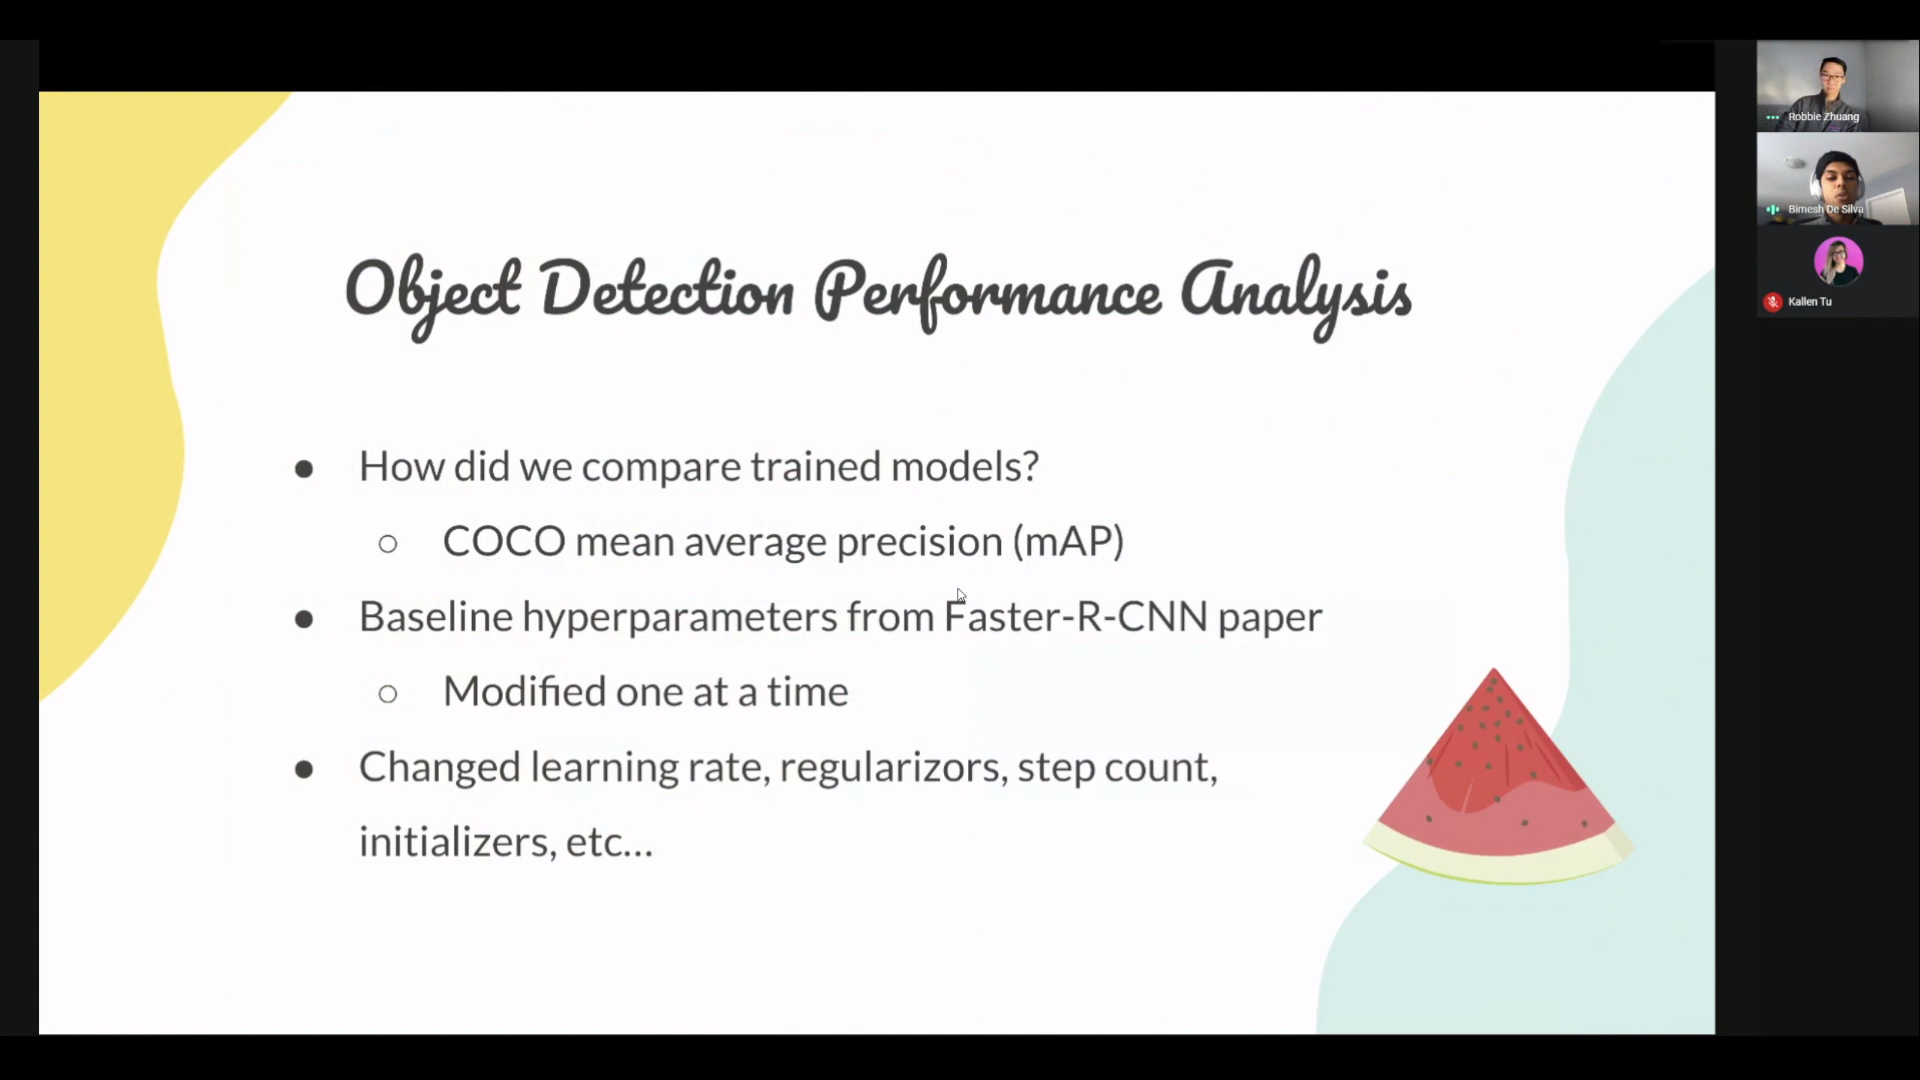 Object Detection Performance Analysis
● How did we compare trained models?
○ COCO mean average precision (mAP)
● Baseline hyperparameters from Faster-R-CNN paper
○ Modified one at a time
● Changed learning rate, regularizors, step count,
initializers, etc...
Robbie Zhuang
Bimesh De Silva
Kallen Tu